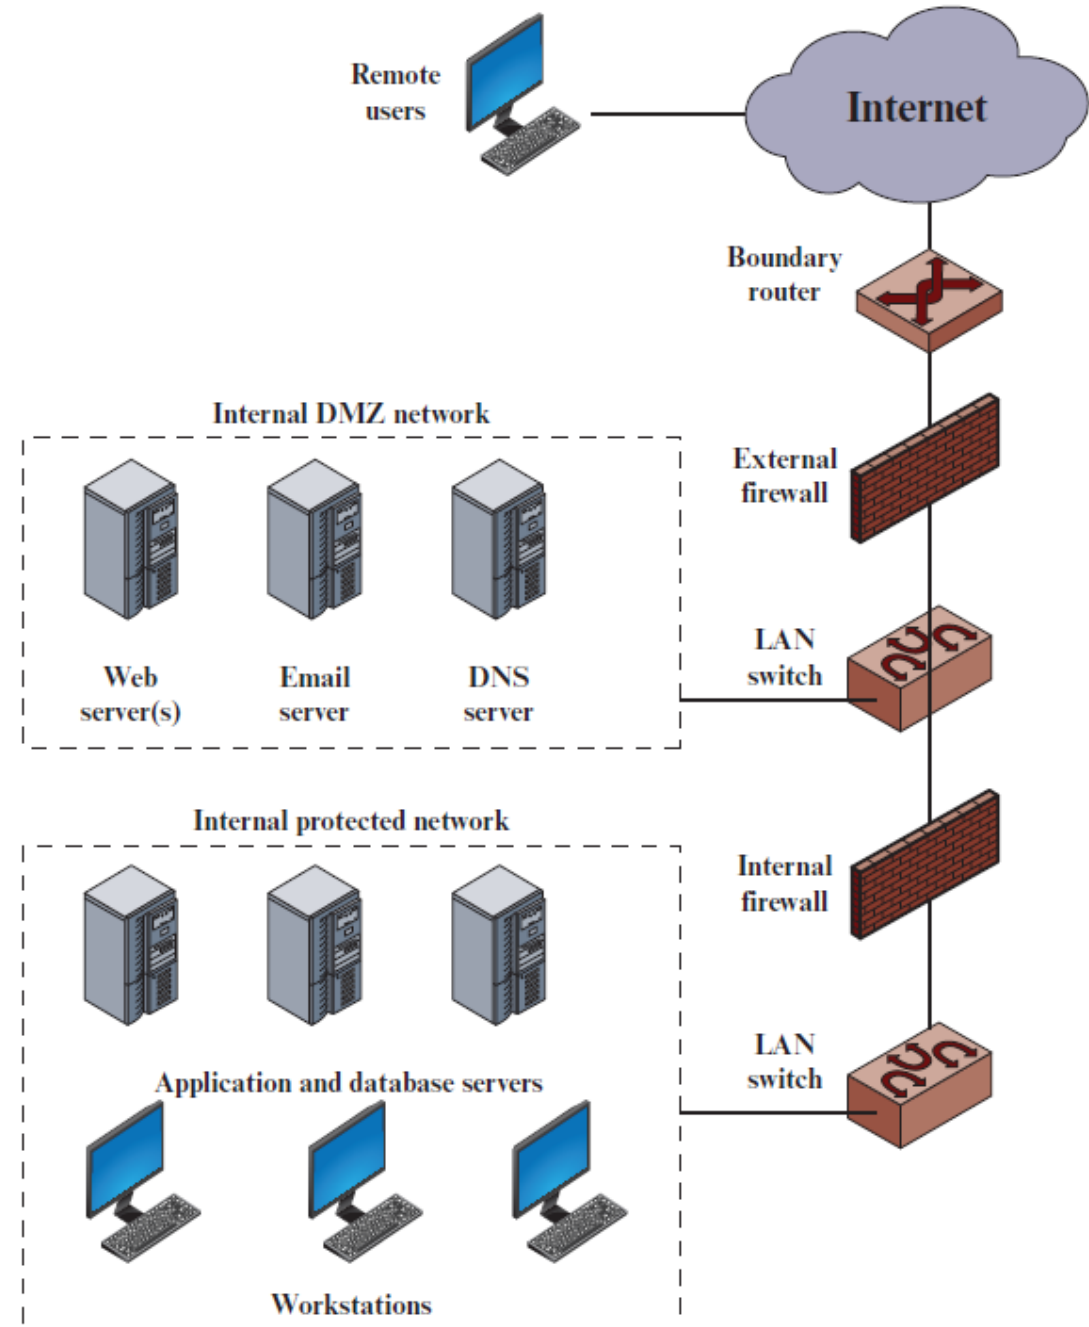 Remote
users
Internet
Boundary
router
Internal DMZ network
External
firewall
Web
server(s)
Email
server
DNS
server
LAN
switch
Internal protected network
Internal
firewall
Application and database servers
LAN
switch
Workstations